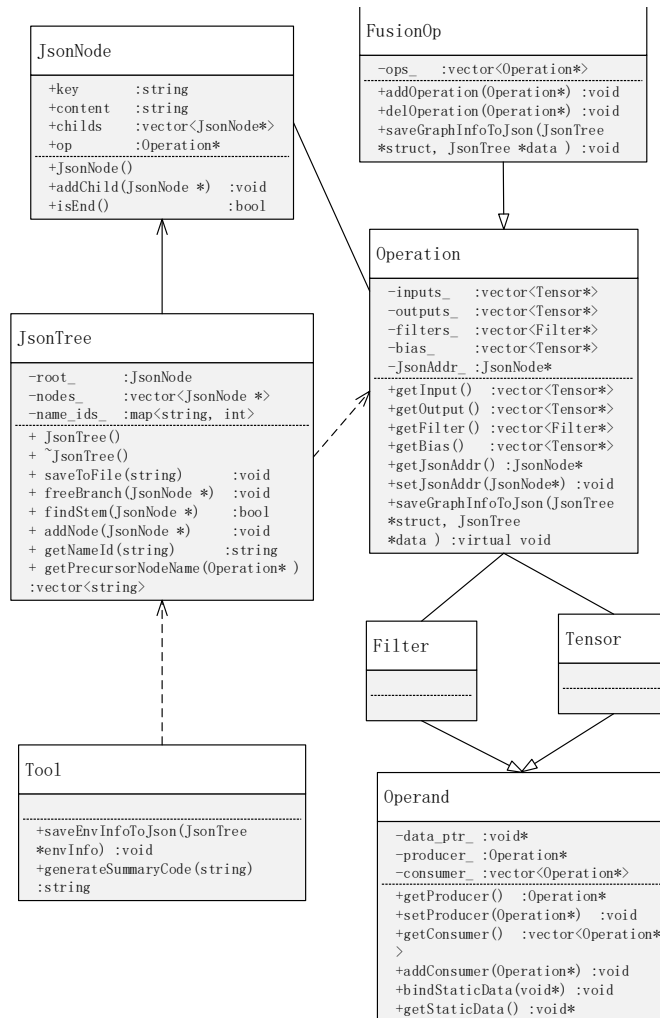 JsonNode
+key :string
+content :string
+childs :vector<JsonNode*>
+op :Operation*
+JsonNode()
+addChild(JsonNode *) :void
+isEnd() :bool
FusionOp
-ops_ :vector<Operation*>
+addOperation(Operation*) :void
+delOperation(Operation*) :void
+saveGraphInfoToJson(JsonTree
*struct, JsonTree *data ) :void
JsonTree
-root_ :JsonNode
-nodes_ :vector<JsonNode *>
-name_ids_ :map<string, int>
+ JsonTree()
+ ~JsonTree()
+ saveToFile(string) :void
+ freeBranch(JsonNode *) :void
+ findStem(JsonNode *) :bool
+ addNode(JsonNode *) :void
+ getNameId(string) :string
+ getPrecursorNodeName(Operation* )
:vector<string>
Operation
-inputs_ :vector<Tensor*>
-outputs_ :vector<Tensor*>
-filters_ :vector<Filter*>
-bias_ :vector<Tensor*>
-JsonAddr_ :JsonNode*
+getInput() :vector<Tensor*>
+getOutput() :vector<Tensor*>
+getFilter() :vector<Filter*>
+getBias() :vector<Tensor*>
+getJsonAddr() :JsonNode*
+setJsonAddr(JsonNode*) :void
+saveGraphInfoToJson(JsonTree
*struct, JsonTree
*data ) :virtual void
Filter
Tensor
Tool
+saveEnvInfoToJson(JsonTree
*envInfo) :void
+generateSummaryCode(string)
:string
Operand
-data_ptr_ :void*
-producer_ :Operation*
-consumer_ :vector<Operation*>
+getProducer() :Operation*
+setProducer(Operation*) :void
+getConsumer() :vector<Operation*
>
+addConsumer(Operation*) :void
+bindStaticData(void*) :void
+getStaticData() :void*